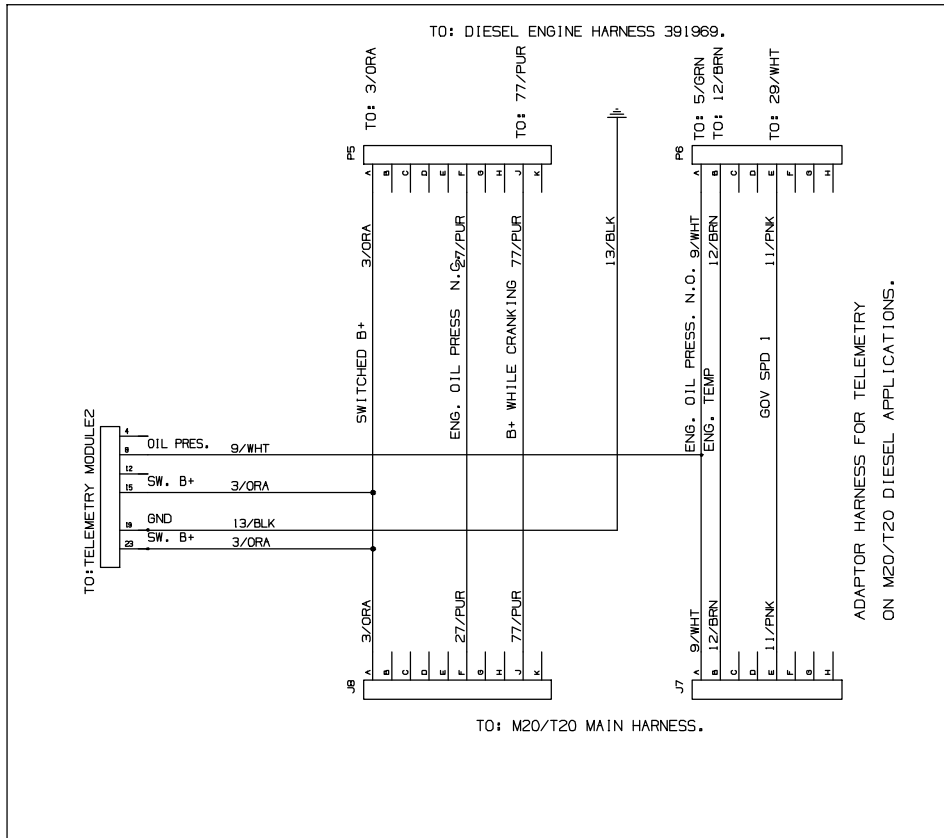 TO: DIESEL ENGINE HARNESS 391969.
TO: 3/ORA
TO: 77/PUR
TO: 5/GRN
TO: 12/BRN
TO: 29/WHT
P5
A
B
C
D
E
F
G
H
J
K
P6
A
B
C
D
E
F
G
H
3/ORA
27/PUR
77/PUR
13/BLK
9/WHT
12/BRN
11/PNK
SWITCHED B+
ENG. OIL PRESS N.C.
B+ WHILE CRANKING
ENG. OIL PRESS. N.O.
ENG. TEMP
GOV SPD 1
ADAPTOR HARNESS FOR TELEMETRY
ON M20/T20 DIESEL APPLICATIONS.
TO:TELEMETRY MODULE2
4
8 OIL PRES. 9/WHT
12
15 SW. B+ 3/ORA
19 GND 13/BLK
23 SW. B+ 3/ORA
3/ORA
27/PUR
77/PUR
9/WHT
12/BRN
11/PNK
J8
A
B
C
D
E
F
G
H
J
K
J7
A
B
C
D
E
F
G
H
TO: M20/T20 MAIN HARNESS.